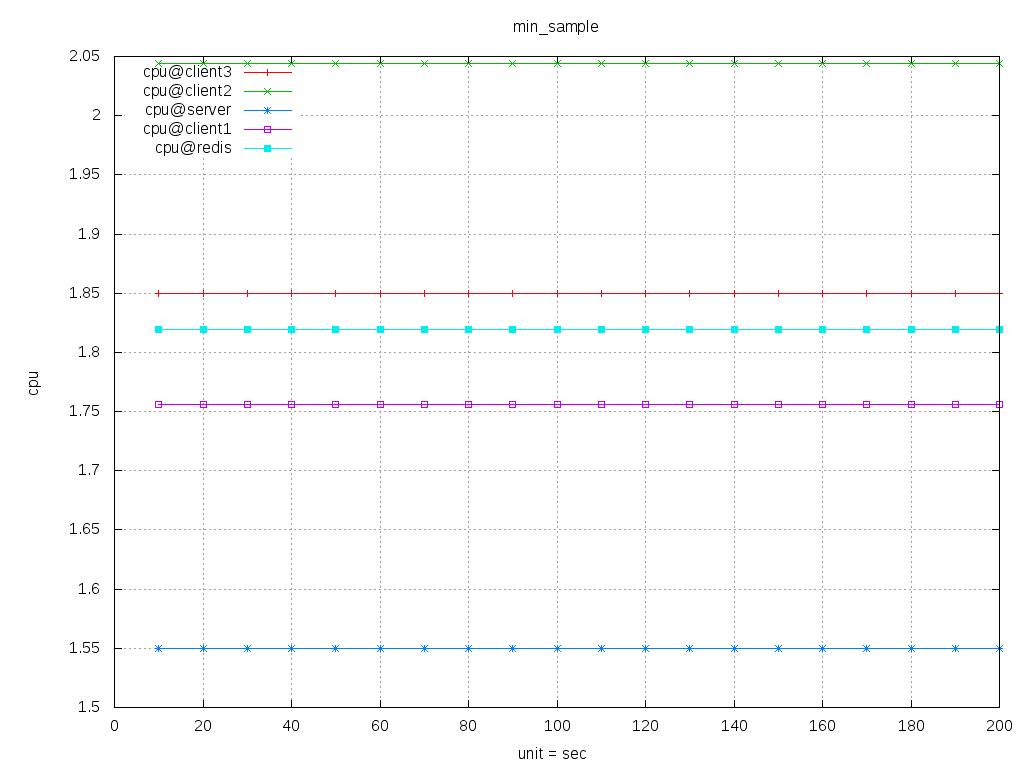 min_sample
2.05
2
1.95
1.9
1.85
1.8
1.75
1.7
1.65
1.6
1.55
1.5
cpu
cpu@client3
cpu@client2
cpu@server
cpu@client1
cpu@redis
0 20 40 60 80 100 120 140 160 180 200
unit = sec